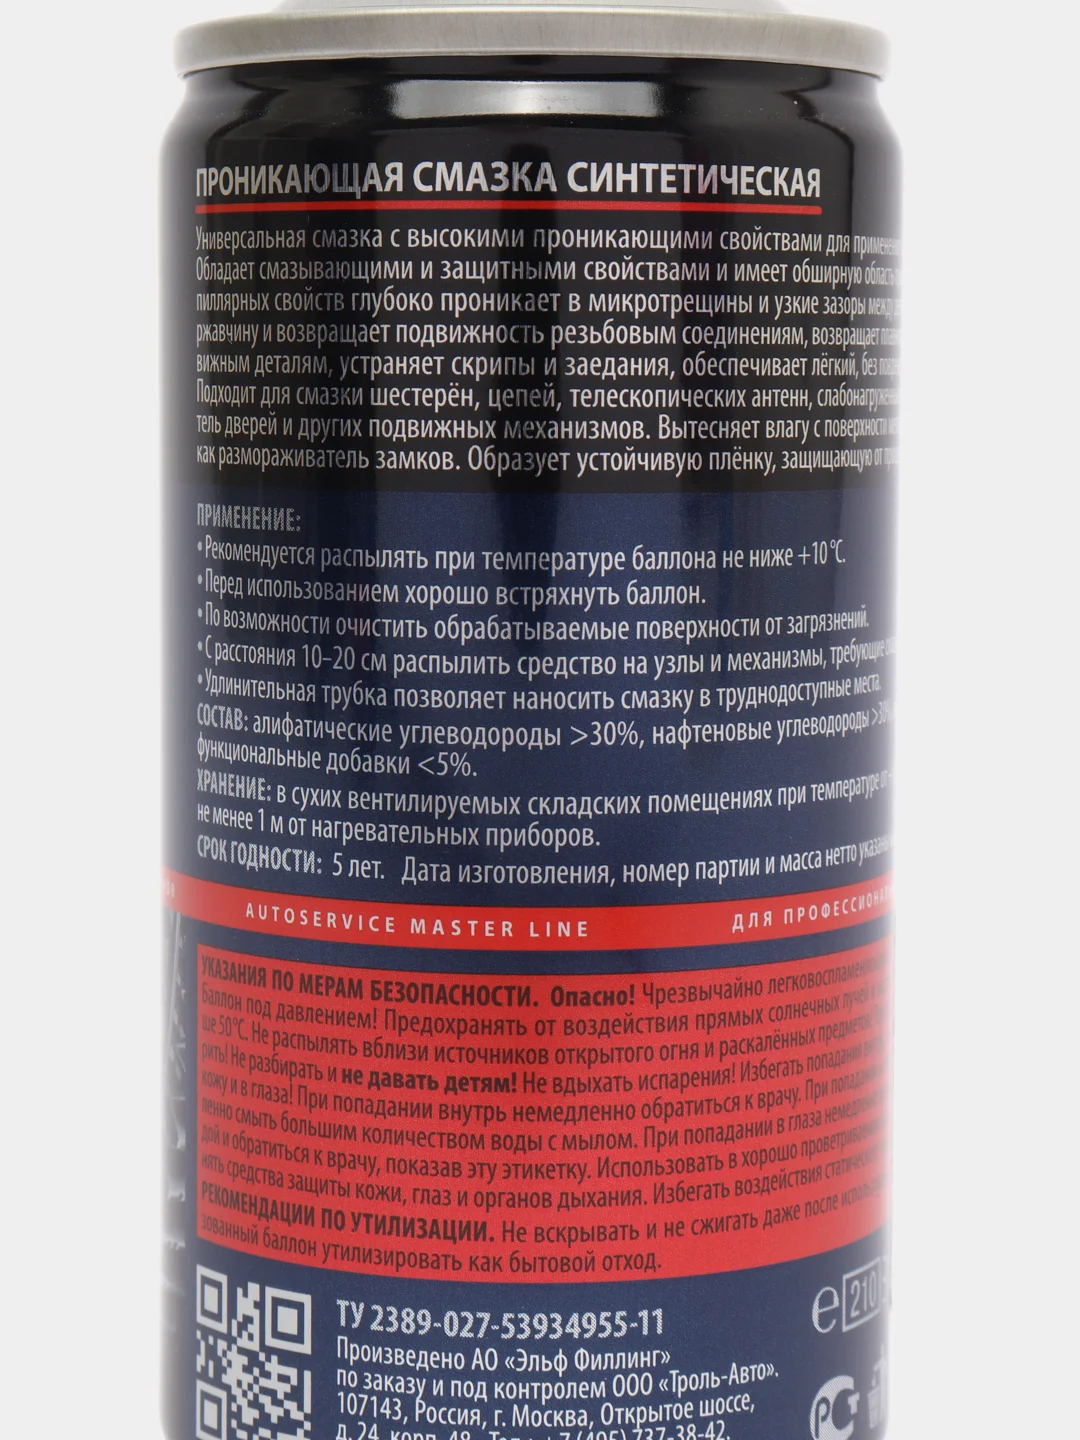 ПРОНИКАЮЩАЯ СМАЗКА СИНТЕТИЧЕСКАЯ
Универсальная смазка с высокими проникающими свойствами для
Обладает смазывающими и защитными свойствами и имеет обширную область
пиллярных свойств глубоко проникает в микротрещины и узкие зазоры между
ржавчину и возвращает подвижность резьбовым соединениям, возвращает
вижным деталям, устраняет скрипы и заедания, обеспечивает лёгкий, без
Подходит для смазки шестерён, цепей, телескопических антенн,
тель дверей и других подвижных механизмов. Вытесняет влагу с поверхности
как размораживатель замков. Образует устойчивую плёнку, защищающую от
ПРИМЕНЕНИЕ:
• Рекомендуется распылять при температуре баллона не ниже +10 °С.
• Перед использованием хорошо встряхнуть баллон.
• По возможности очистить обрабатываемые поверхности от загрязнений.
• С расстояния 10–20 см распылить средство на узлы и механизмы, требующие
• Удлинительная трубка позволяет наносить смазку в труднодоступные места.
СОСТАВ: алифатические углеводороды >30%, нафтеновые углеводороды >30%,
функциональные добавки <5%.
ХРАНЕНИЕ: в сухих вентилируемых складских помещениях при температуре от
не менее 1 м от нагревательных приборов.
СРОК ГОДНОСТИ: 5 лет. Дата изготовления, номер партии и масса нетто
AUTOSERVICE MASTER LINE ДЛЯ
УКАЗАНИЯ ПО МЕРАМ БЕЗОПАСНОСТИ. Опасно! Чрезвычайно
Баллон под давлением! Предохранять от воздействия прямых солнечных лучей и
ше 50°С. Не распылять вблизи источников открытого огня и раскалённых предметов.
рить! Не разбирать и не давать детям! Не вдыхать испарения! Избегать попадания
кожу и в глаза! При попадании внутрь немедленно обратиться к врачу. При
ленно смыть большим количеством воды с мылом. При попадании в глаза
дой и обратиться к врачу, показав эту этикетку. Использовать в хорошо
нять средства защиты кожи, глаз и органов дыхания. Избегать воздействия
РЕКОМЕНДАЦИИ ПО УТИЛИЗАЦИИ. Не вскрывать и не сжигать даже после
зованный баллон утилизировать как бытовой отход.
ТУ 2389-027-53934955-11
e 210
Произведено АО «Эльф Филлинг»
по заказу и под контролем ООО «Троль-Авто».
107143, Россия, г. Москва, Открытое шоссе,
д. 24, корп. 48. +7 (495) 737-38-42.
РСТ